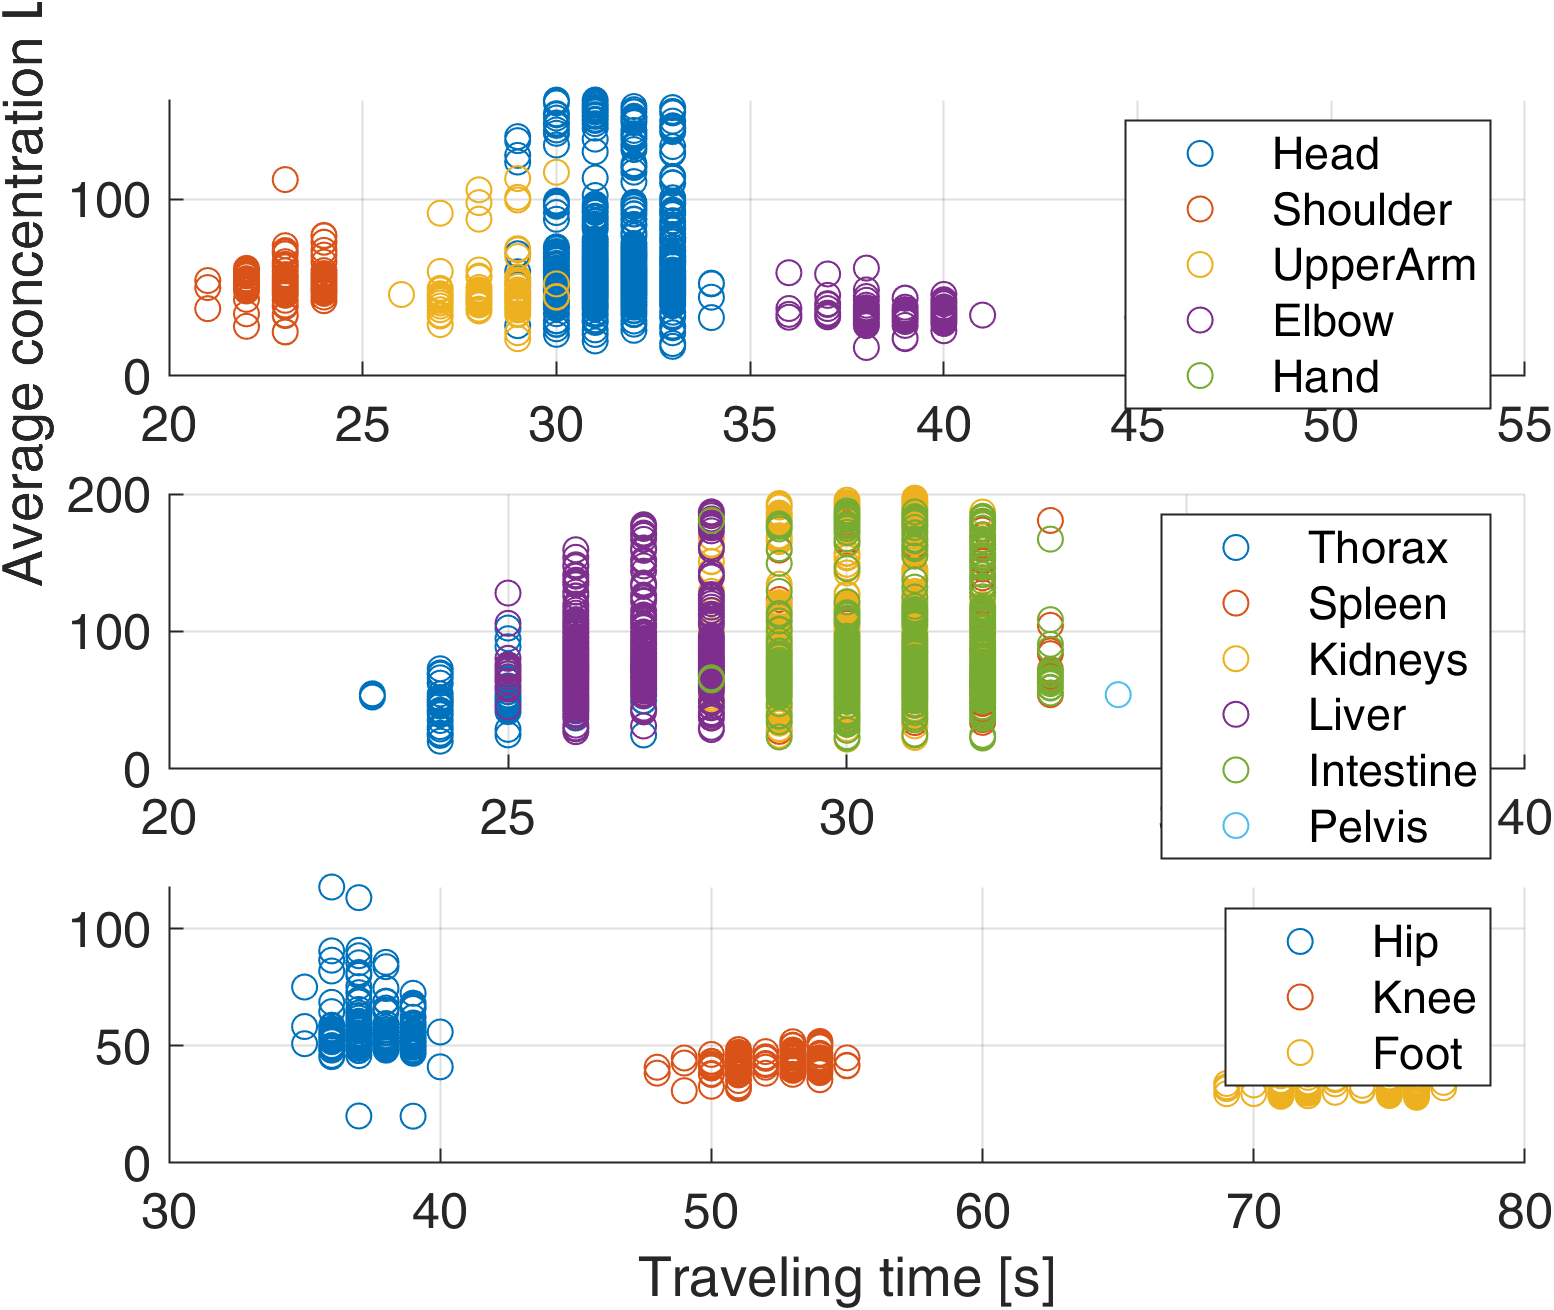 Average concentration
100
0
20 25 30 35 40 45 50 55
Head
Shoulder
UpperArm
Elbow
Hand
200
100
0
20 25 30 40
Thorax
Spleen
Kidneys
Liver
Intestine
Pelvis
100
50
0
30 40 50 60 70 80
Hip
Knee
Foot
Traveling time [s]